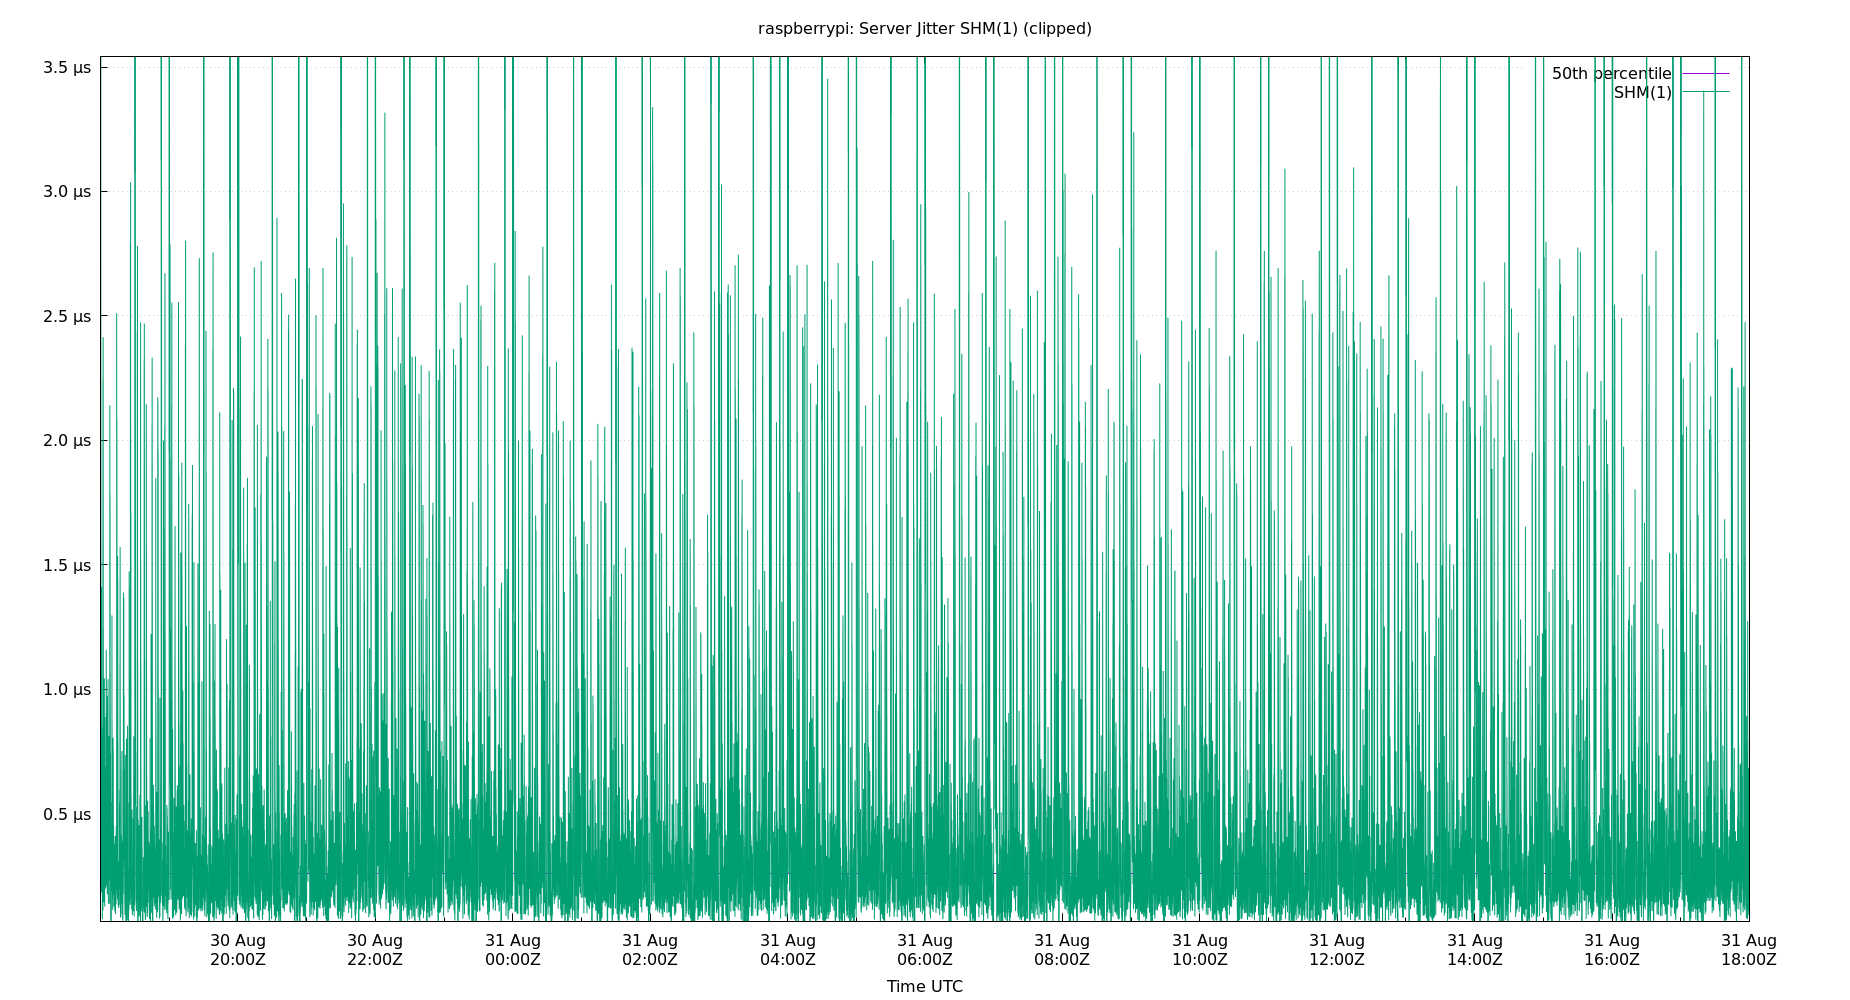 raspberrypi: Server Jitter SHM(1) (clipped)
3.5 µs
3.0 µs
2.5 µs
2.0 µs
1.5 µs
1.0 µs
0.5 µs
50th percentile
SHM(1)
30 Aug 30 Aug 31 Aug 31 Aug 31 Aug 31 Aug 31 Aug 31 Aug 31 Aug 31 Aug 31 Aug 31 Aug
20:00Z 22:00Z 00:00Z 02:00Z 04:00Z 06:00Z 08:00Z 10:00Z 12:00Z 14:00Z 16:00Z 18:00Z
Time UTC